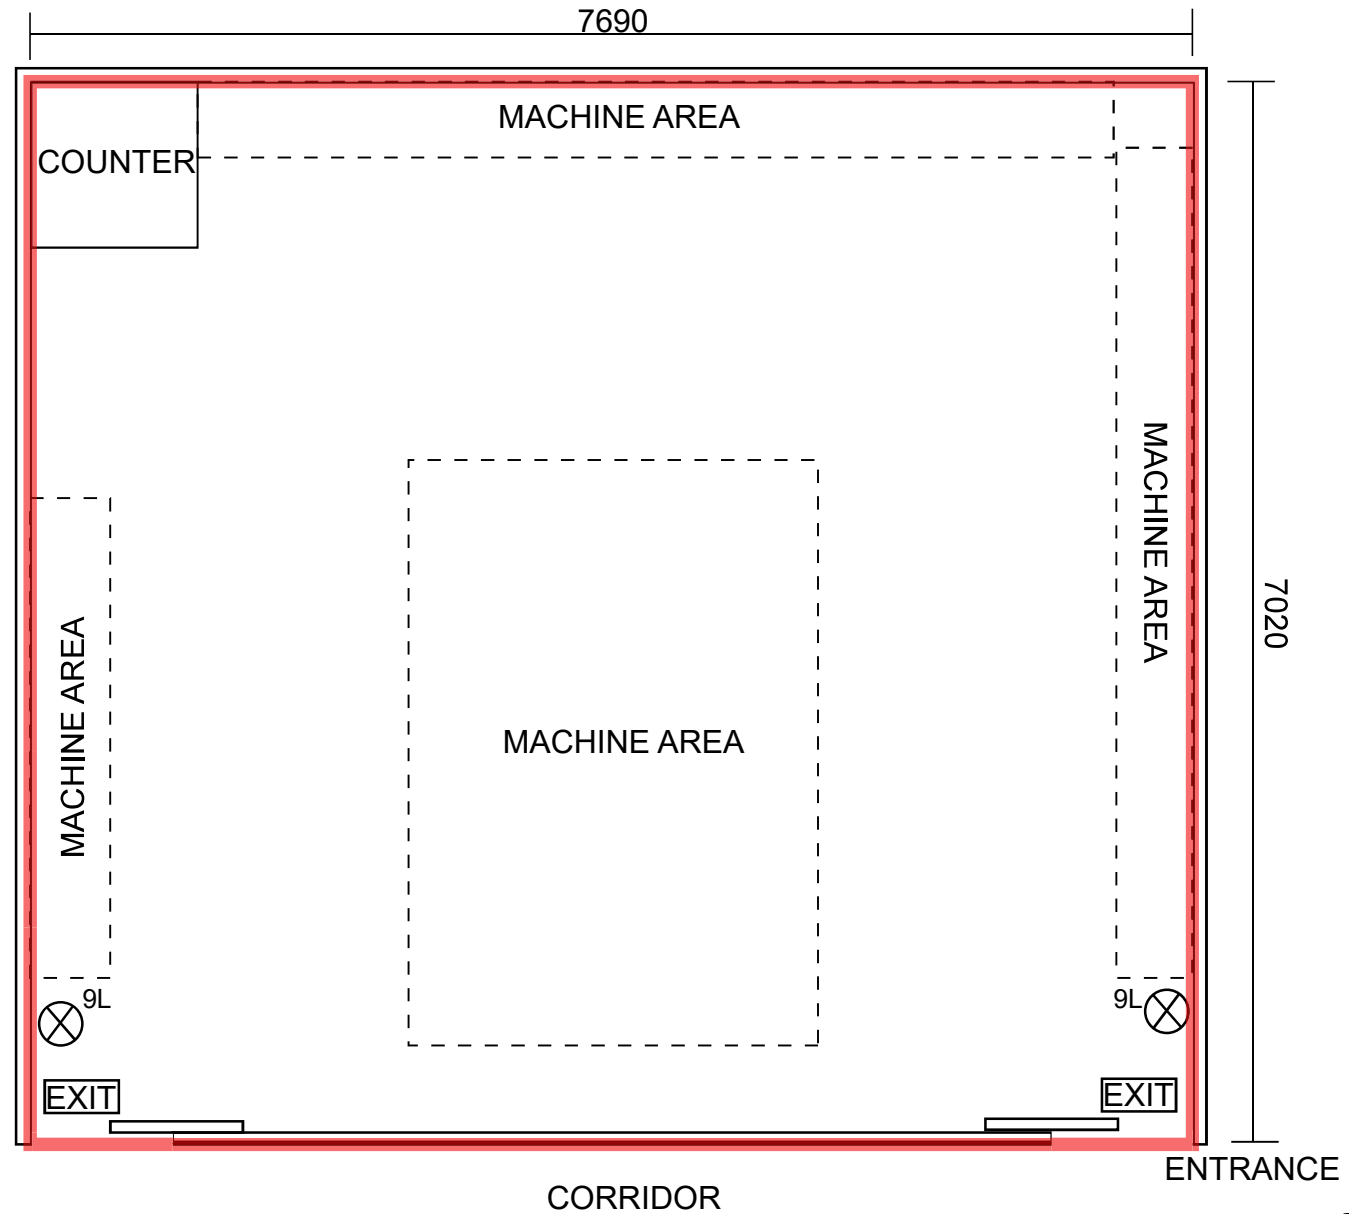 7690
MACHINE AREA
COUNTER
MACHINE AREA
7020
MACHINE AREA
MACHINE AREA
9L
9L
EXIT
EXIT
ENTRANCE
CORRIDOR